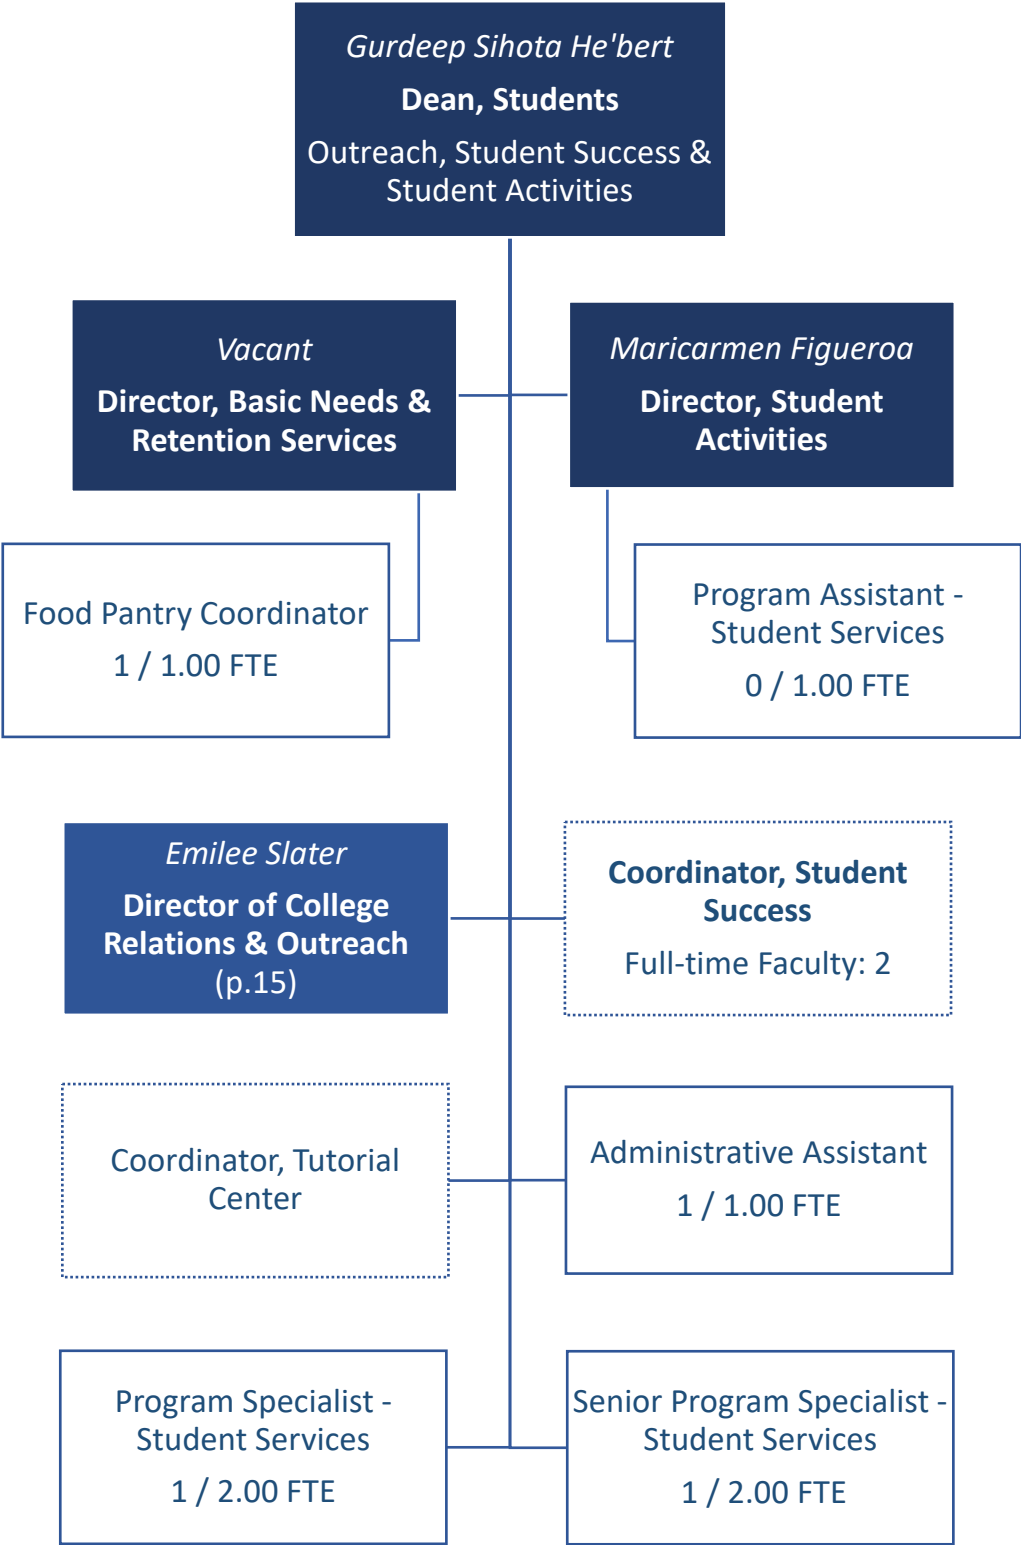 Gurdeep Sihota He'bert
Dean, Students
Outreach, Student Success &
Student Activities
Vacant
Director, Basic Needs &
Retention Services
Maricarmen Figueroa
Director, Student
Activities
Food Pantry Coordinator
1 / 1.00 FTE
Program Assistant -
Student Services
0 / 1.00 FTE
Emilee Slater
Director of College
Relations & Outreach
(p.15)
Coordinator, Student
Success
Full-time Faculty: 2
Coordinator, Tutorial
Center
Administrative Assistant
1 / 1.00 FTE
Program Specialist -
Student Services
1 / 2.00 FTE
Senior Program Specialist -
Student Services
1 / 2.00 FTE